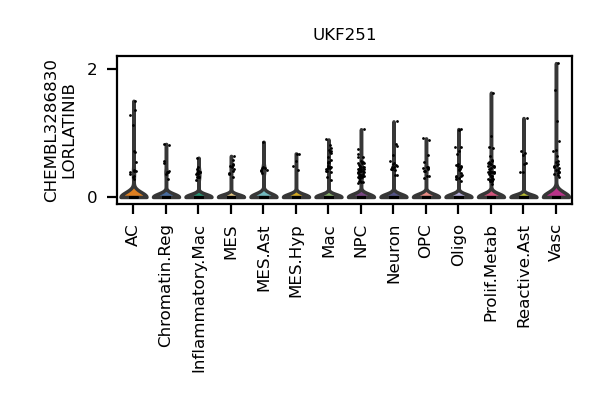 UKF251
CHEMBL3286830
LORLATINIB
2
0
AC
Chromatin.Reg
Inflammatory.Mac
MES
MES.Ast
MES.Hyp
Mac
NPC
Neuron
OPC
Oligo
Prolif.Metab
Reactive.Ast
Vasc